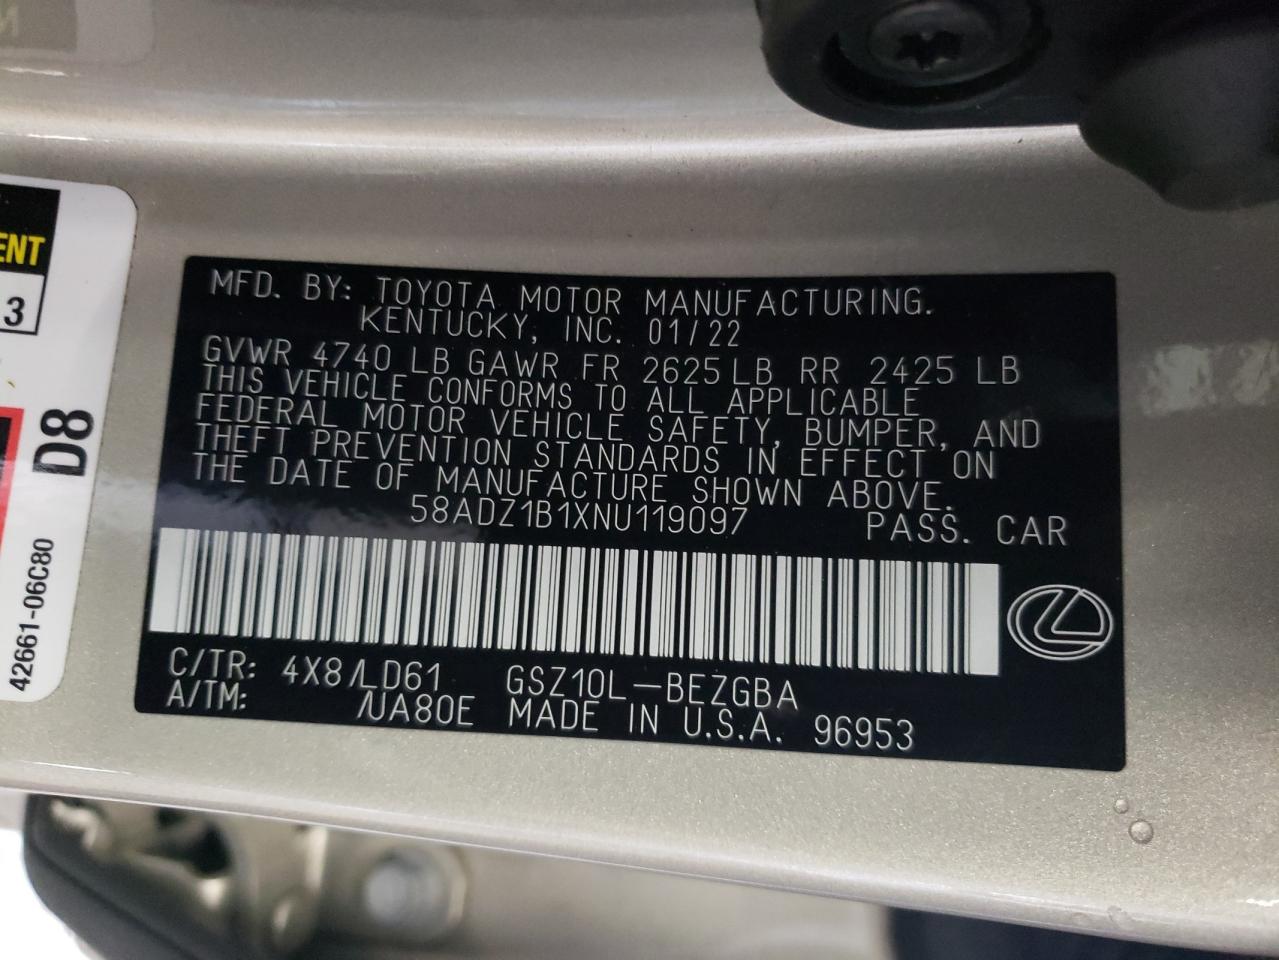 MFD. BY: TOYOTA MOTOR MANUFACTURING.
KENTUCKY, INC. 01/22
GVWR 4740 LB GAWR FR 2625 LB RR 2425 LB
THIS VEHICLE CONFORMS TO ALL APPLICABLE
FEDERAL MOTOR VEHICLE SAFETY, BUMPER, AND
THEFT PREVENTION STANDARDS IN EFFECT ON
THE DATE OF MANUFACTURE SHOWN ABOVE.
58ADZ1B1XNU119097 PASS. CAR
C/TR: 4X8/LD61 GSZ10L-BEZGBA
A/TM: /UA80E MADE IN U.S.A. 96953
ENT
3
D8
42661-06C80